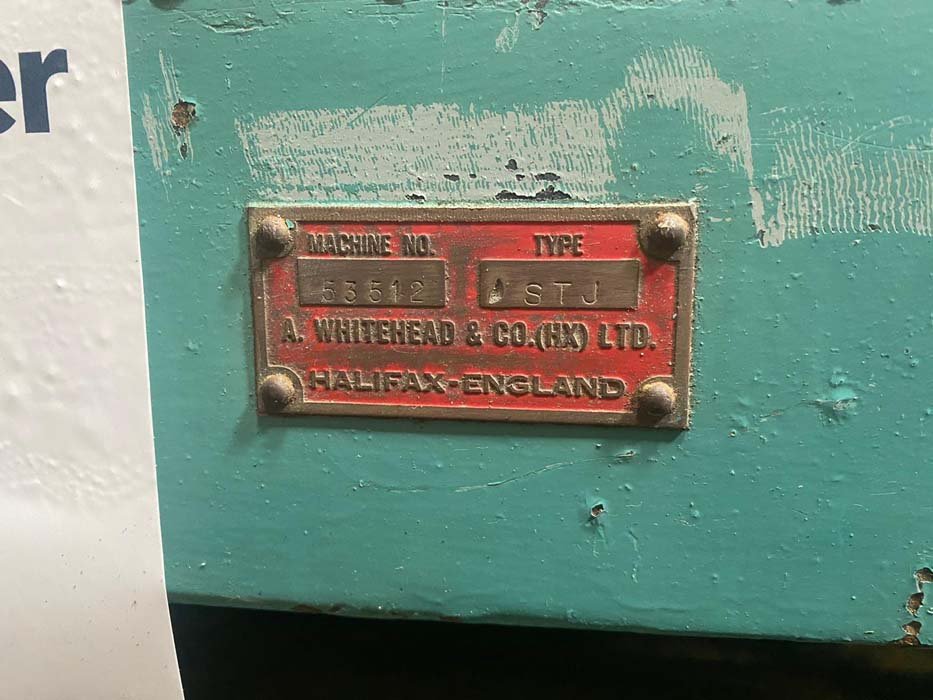 er
MACHINE NO. TYPE
53512 STJ
A. WHITEHEAD & CO.(HX) LTD.
HALIFAX-ENGLAND